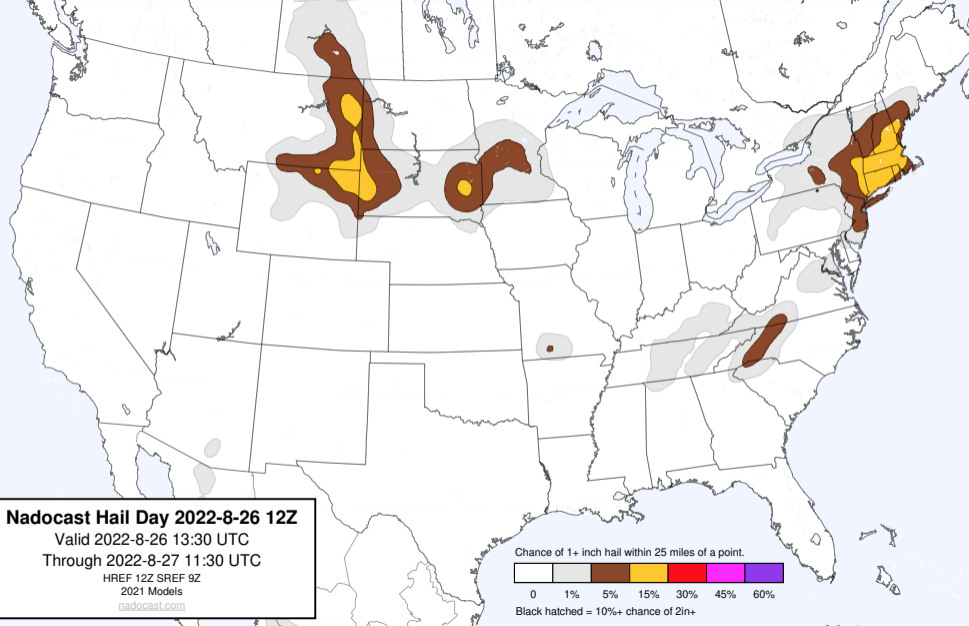 Nadocast Hail Day 2022-8-26 12Z
Valid 2022-8-26 13:30 UTC
Through 2022-8-27 11:30 UTC
HREF 12Z SREF 9Z
2021 Models
nadocast.com
Chance of 1+ inch hail within 25 miles of a point.
0 1% 5% 15% 30% 45% 60%
Black hatched = 10%+ chance of 2in+